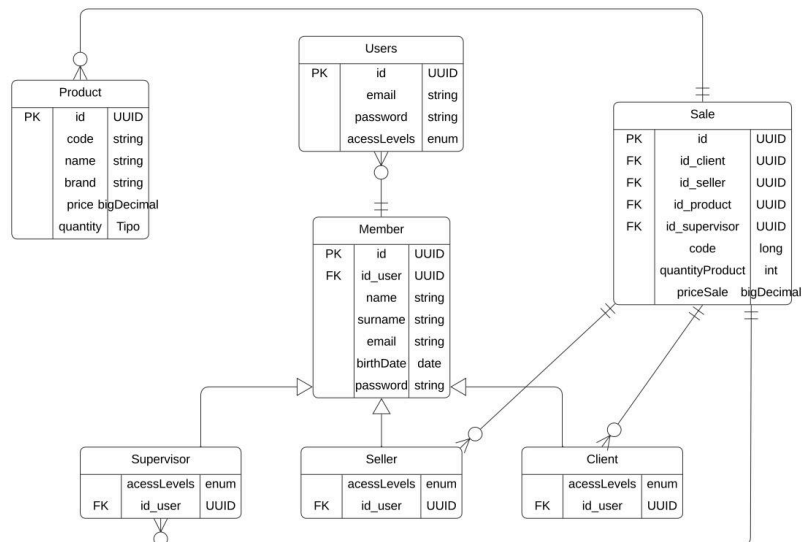 Users
PK id UUID
email string
password string
acessLevels enum
Product
PK id UUID
code string
name string
brand string
price bigDecimal
quantity Tipo
Sale
PK id UUID
FK id_client UUID
FK id_seller UUID
FK id_product UUID
FK id_supervisor UUID
code long
quantityProduct int
priceSale bigDecimal
Member
PK id UUID
FK id_user UUID
name string
surname string
email string
birthDate date
password string
Supervisor
acessLevels enum
FK id_user UUID
Seller
acessLevels enum
FK id_user UUID
Client
acessLevels enum
FK id_user UUID